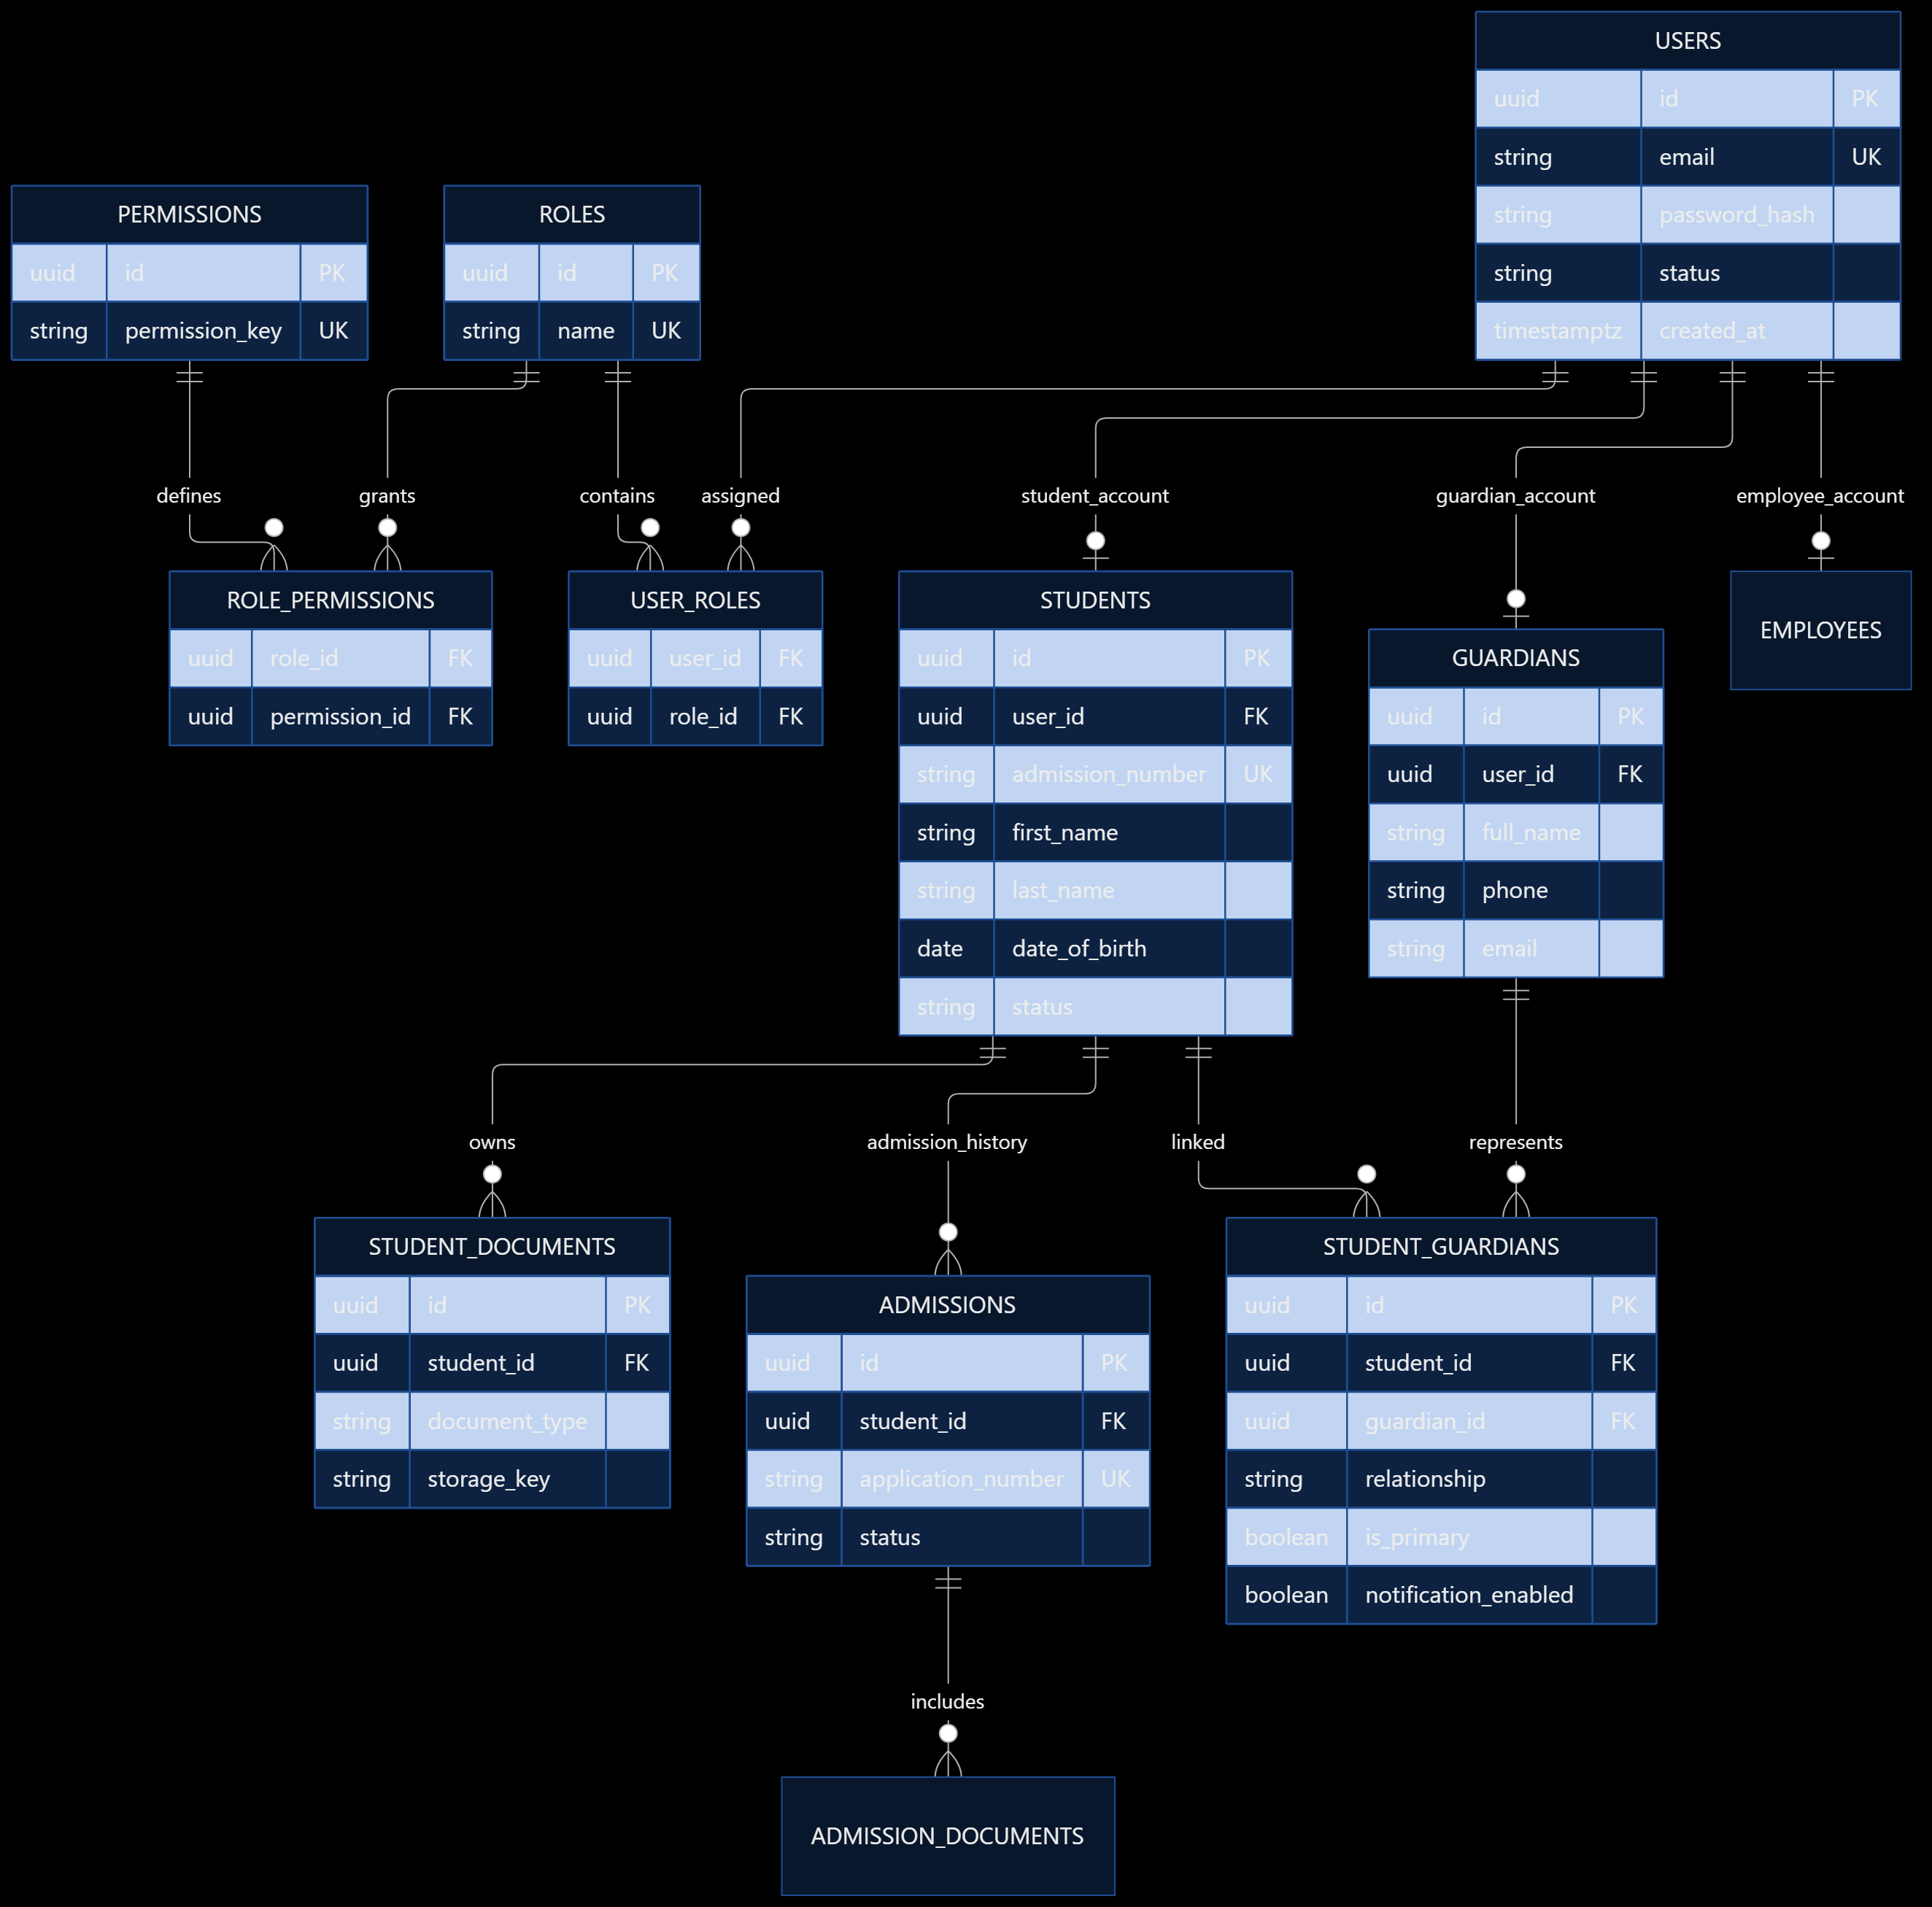 USERS
uuid id PK
string email UK
string password_hash
string status
timestamptz created_at
PERMISSIONS
uuid id PK
string permission_key UK
ROLES
uuid id PK
string name UK
defines
grants
contains
assigned
student_account
guardian_account
employee_account
ROLE_PERMISSIONS
uuid role_id FK
uuid permission_id FK
USER_ROLES
uuid user_id FK
uuid role_id FK
STUDENTS
uuid id PK
uuid user_id FK
string admission_number UK
string first_name
string last_name
date date_of_birth
string status
GUARDIANS
uuid id PK
uuid user_id FK
string full_name
string phone
string email
EMPLOYEES
owns
admission_history
linked
represents
STUDENT_DOCUMENTS
uuid id PK
uuid student_id FK
string document_type
string storage_key
ADMISSIONS
uuid id PK
uuid student_id FK
string application_number UK
string status
STUDENT_GUARDIANS
uuid id PK
uuid student_id FK
uuid guardian_id FK
string relationship
boolean is_primary
boolean notification_enabled
includes
ADMISSION_DOCUMENTS